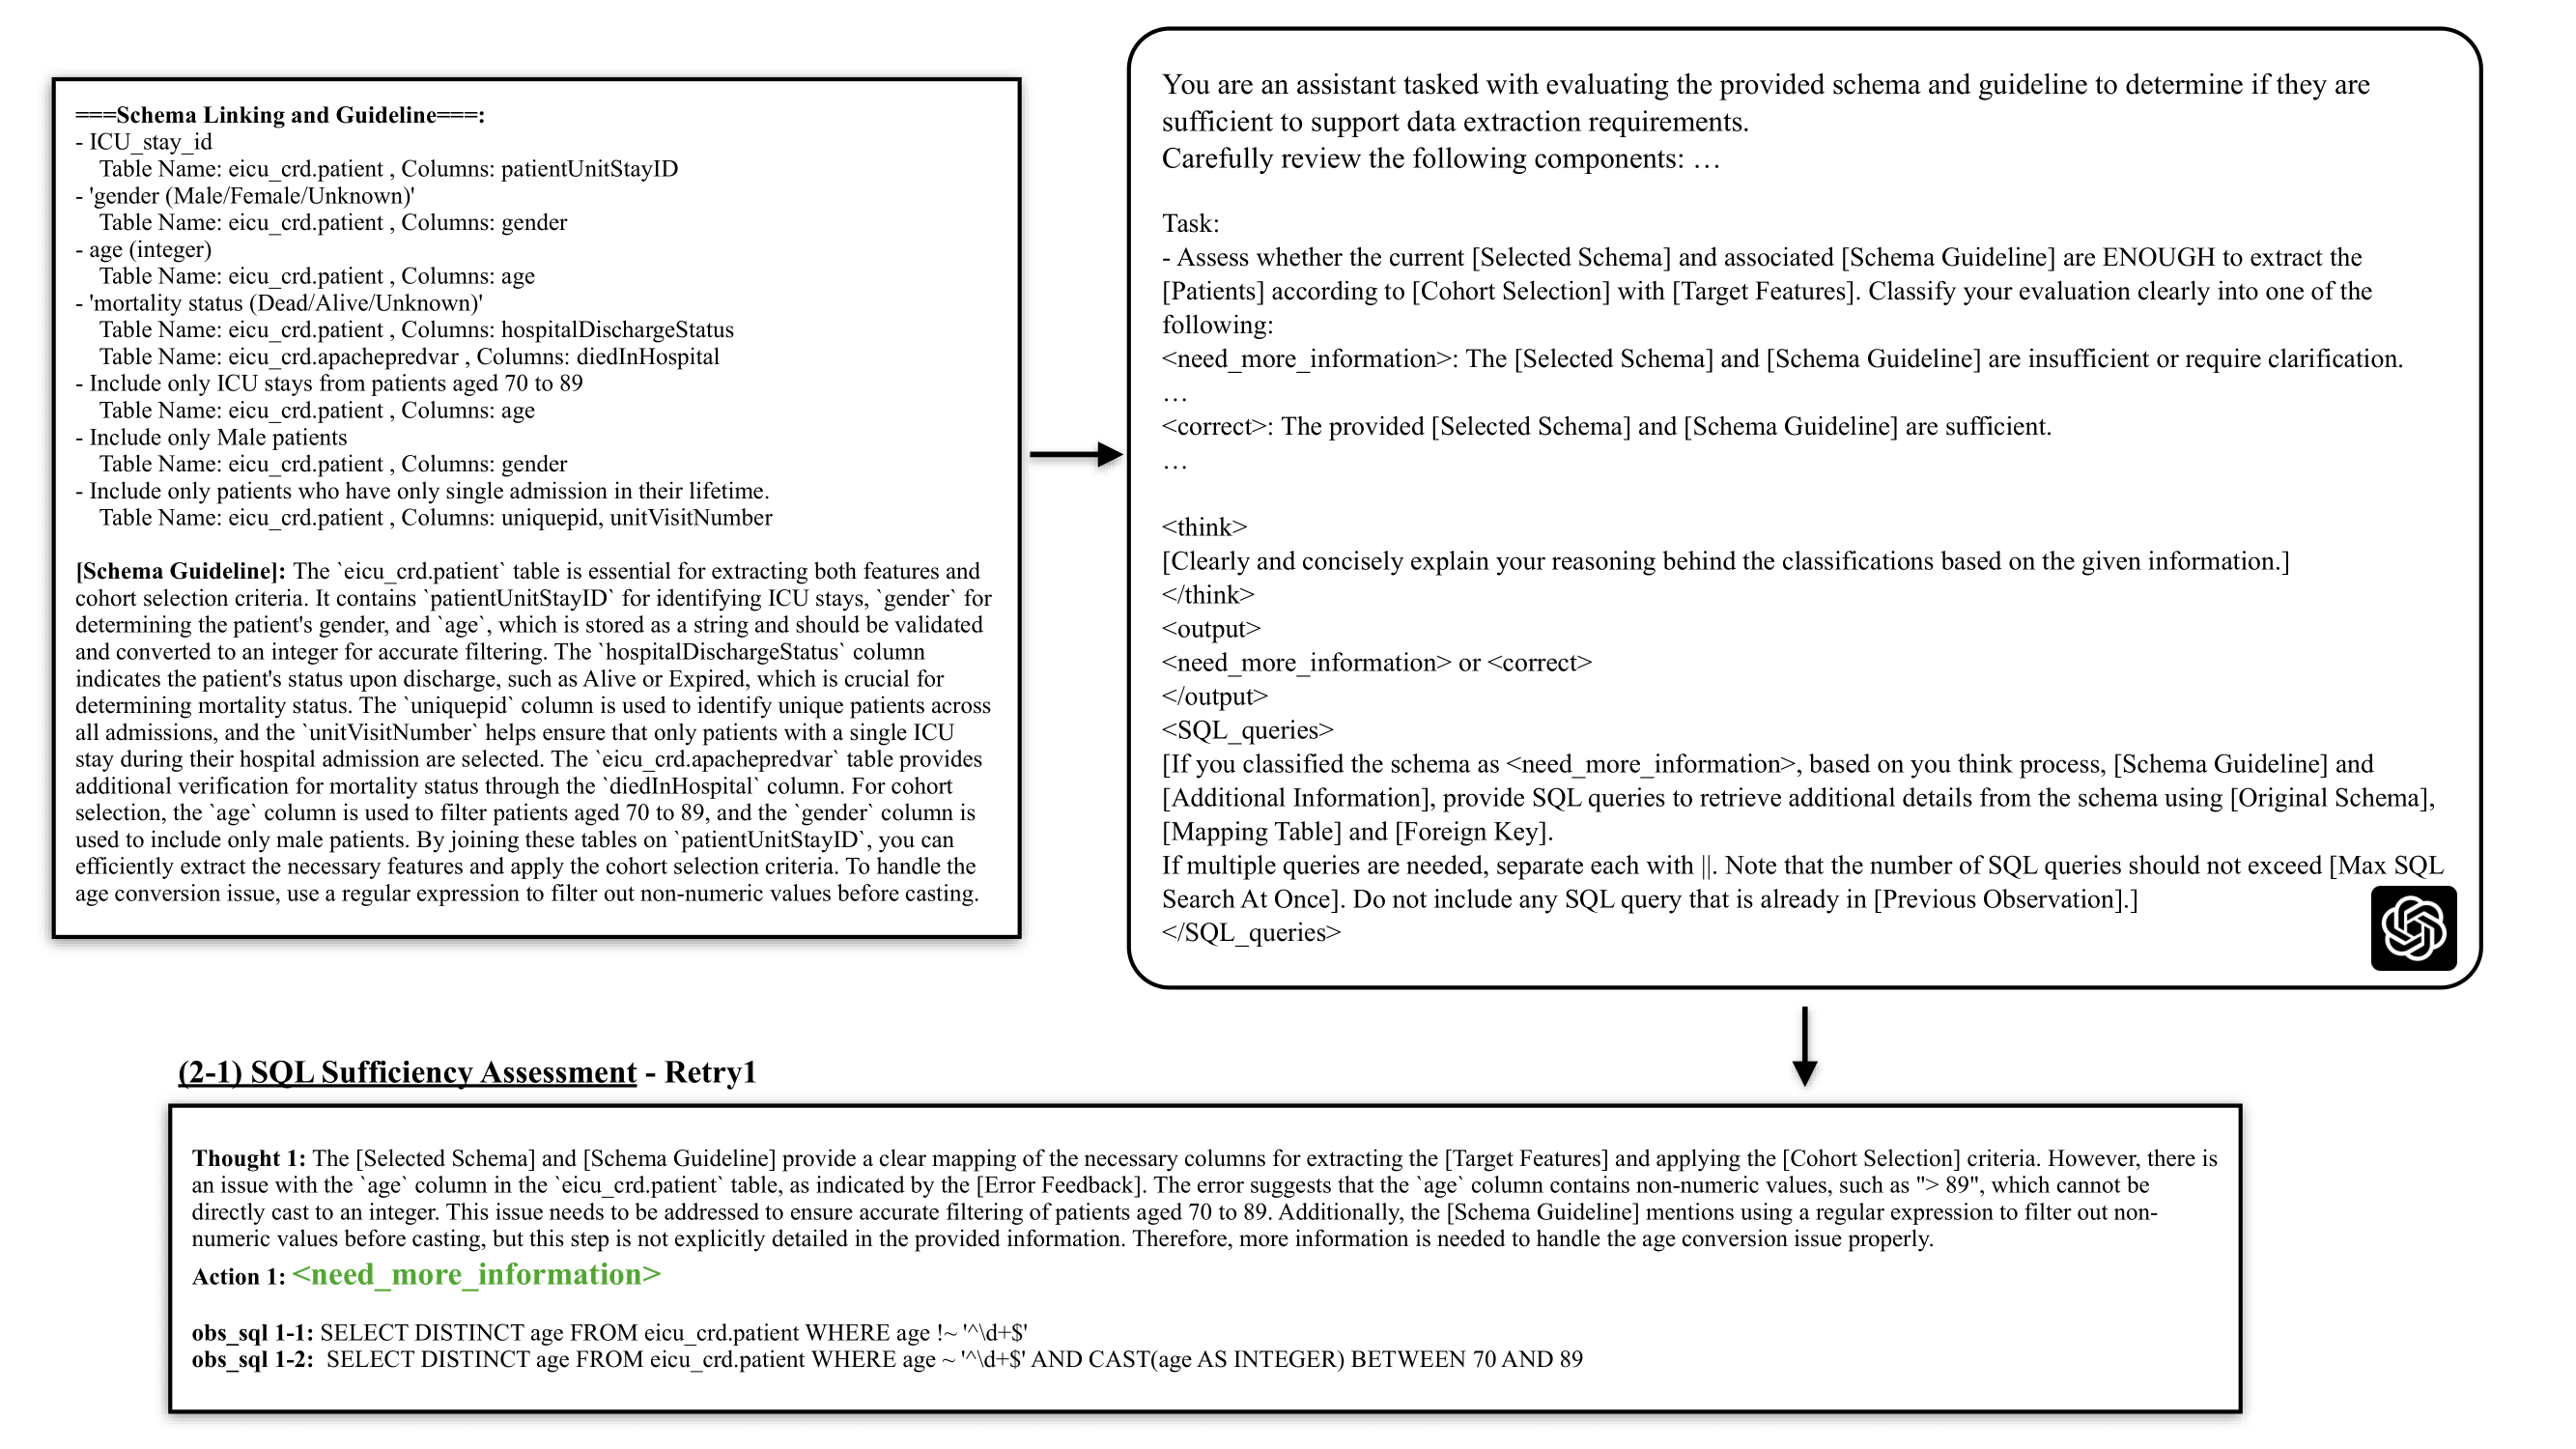 ===Schema Linking and Guideline===:
- ICU_stay_id
Table Name: eicu_crd.patient , Columns: patientUnitStayID
- 'gender (Male/Female/Unknown)'
Table Name: eicu_crd.patient , Columns: gender
- age (integer)
Table Name: eicu_crd.patient , Columns: age
- 'mortality status (Dead/Alive/Unknown)'
Table Name: eicu_crd.patient , Columns: hospitalDischargeStatus
Table Name: eicu_crd.apachepredvar , Columns: diedInHospital
- Include only ICU stays from patients aged 70 to 89
Table Name: eicu_crd.patient , Columns: age
- Include only Male patients
Table Name: eicu_crd.patient , Columns: gender
- Include only patients who have only single admission in their lifetime.
Table Name: eicu_crd.patient , Columns: uniquepid, unitVisitNumber
[Schema Guideline]: The `eicu_crd.patient` table is essential for extracting both features and
cohort selection criteria. It contains `patientUnitStayID` for identifying ICU stays, `gender` for
determining the patient's gender, and `age`, which is stored as a string and should be validated
and converted to an integer for accurate filtering. The `hospitalDischargeStatus` column
indicates the patient's status upon discharge, such as Alive or Expired, which is crucial for
determining mortality status. The `uniquepid` column is used to identify unique patients across
all admissions, and the `unitVisitNumber` helps ensure that only patients with a single ICU
stay during their hospital admission are selected. The `eicu_crd.apachepredvar` table provides
additional verification for mortality status through the `diedInHospital` column. For cohort
selection, the `age` column is used to filter patients aged 70 to 89, and the `gender` column is
used to include only male patients. By joining these tables on `patientUnitStayID`, you can
efficiently extract the necessary features and apply the cohort selection criteria. To handle the
age conversion issue, use a regular expression to filter out non-numeric values before casting.
You are an assistant tasked with evaluating the provided schema and guideline to determine if they are
sufficient to support data extraction requirements.
Carefully review the following components: …
Task:
- Assess whether the current [Selected Schema] and associated [Schema Guideline] are ENOUGH to extract the
[Patients] according to [Cohort Selection] with [Target Features]. Classify your evaluation clearly into one of the
following:
<need_more_information>: The [Selected Schema] and [Schema Guideline] are insufficient or require clarification.
…
<correct>: The provided [Selected Schema] and [Schema Guideline] are sufficient.
…
<think>
[Clearly and concisely explain your reasoning behind the classifications based on the given information.]
</think>
<output>
<need_more_information> or <correct>
</output>
<SQL_queries>
[If you classified the schema as <need_more_information>, based on you think process, [Schema Guideline] and
[Additional Information], provide SQL queries to retrieve additional details from the schema using [Original Schema],
[Mapping Table] and [Foreign Key].
If multiple queries are needed, separate each with ||. Note that the number of SQL queries should not exceed [Max SQL
Search At Once]. Do not include any SQL query that is already in [Previous Observation].]
</SQL_queries>
(2-1) SQL Sufficiency Assessment - Retry1
Thought 1: The [Selected Schema] and [Schema Guideline] provide a clear mapping of the necessary columns for extracting the [Target Features] and applying the [Cohort Selection] criteria. However, there is
an issue with the `age` column in the `eicu_crd.patient` table, as indicated by the [Error Feedback]. The error suggests that the `age` column contains non-numeric values, such as "> 89", which cannot be
directly cast to an integer. This issue needs to be addressed to ensure accurate filtering of patients aged 70 to 89. Additionally, the [Schema Guideline] mentions using a regular expression to filter out non-
numeric values before casting, but this step is not explicitly detailed in the provided information. Therefore, more information is needed to handle the age conversion issue properly.
Action 1: <need_more_information>
obs_sql 1-1: SELECT DISTINCT age FROM eicu_crd.patient WHERE age !~ '^\d+$'
obs_sql 1-2: SELECT DISTINCT age FROM eicu_crd.patient WHERE age ~ '^\d+$' AND CAST(age AS INTEGER) BETWEEN 70 AND 89